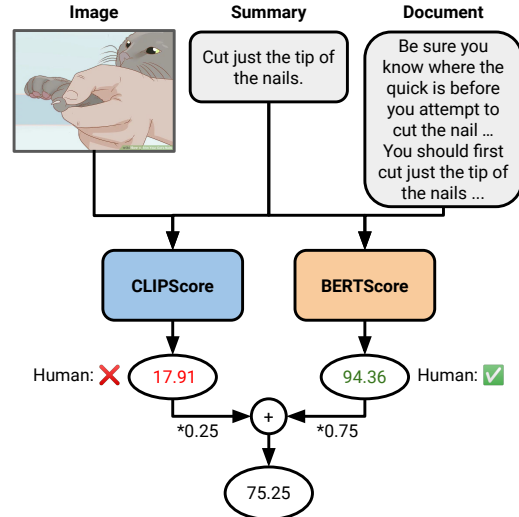 Image
Summary
Document
Cut just the tip of
the nails.
Be sure you
know where the
quick is before
you attempt to
cut the nail ...
You should first
cut just the tip of
the nails ...
CLIPScore
BERTScore
Human: ❌
17.91
94.36
Human: ✅
*0.25
+
*0.75
75.25